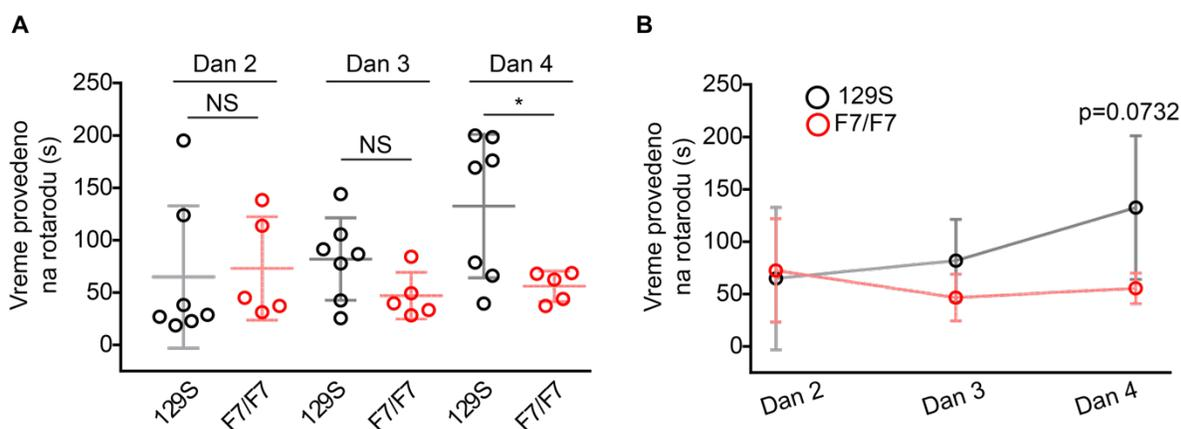 A
Dan 2
Dan 3
Dan 4
NS
NS
*
Vreme provedeno
na rotarodu (s)
250
200
150
100
50
0
129S
F7/F7
129S
F7/F7
129S
F7/F7
B
129S
F7/F7
p=0.0732
Vreme provedeno
na rotarodu (s)
250
200
150
100
50
0
Dan 2
Dan 3
Dan 4